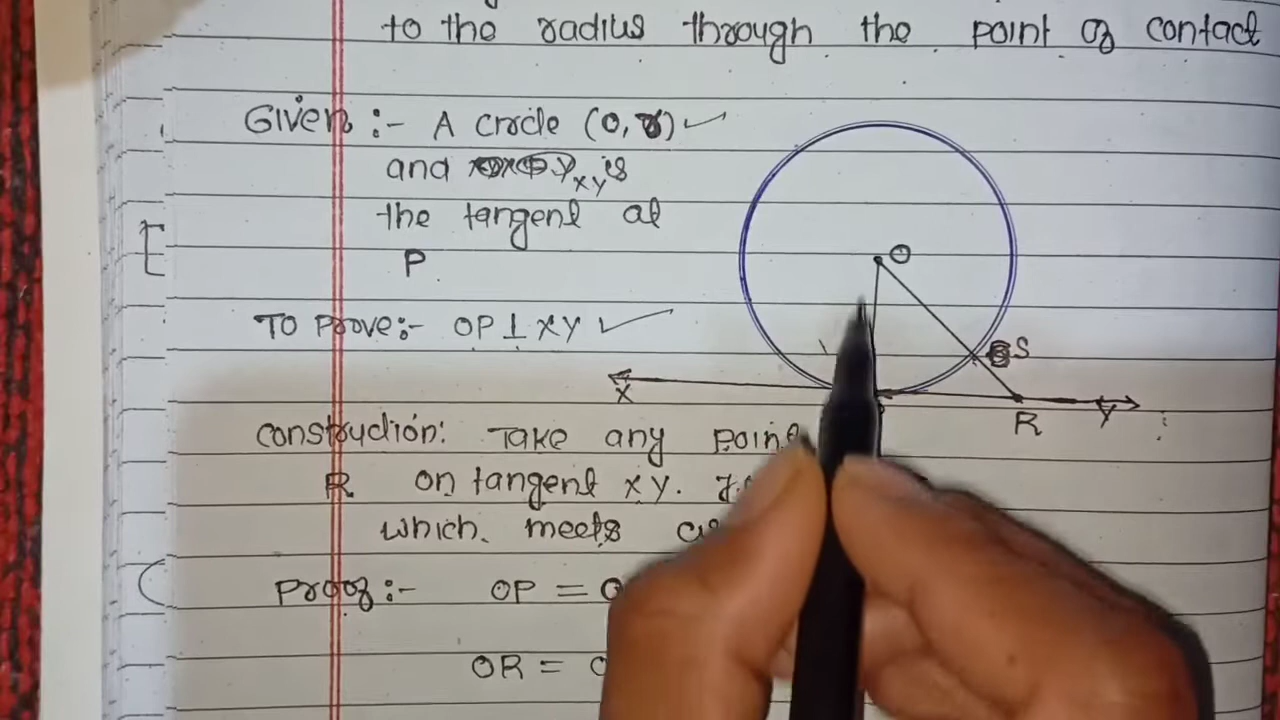 to the radius through the point of contact
Given :- A circle (O, r)
and xy is
the tangent at
P
To prove:- OP ⊥ XY
O
S
X
R
Y
construction: Take any point
R on tangent xy.
which meets
Proof:- OP =
OR =